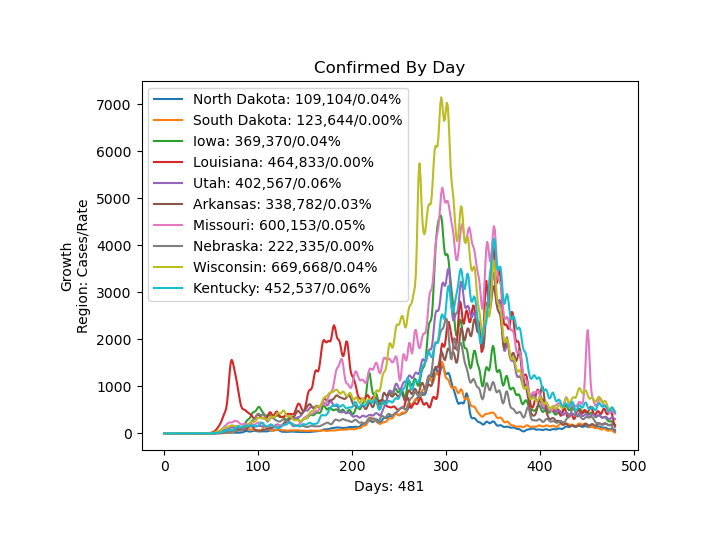 Confirmed By Day
Growth
Region: Cases/Rate
7000
6000
5000
4000
3000
2000
1000
0
North Dakota: 109,104/0.04%
South Dakota: 123,644/0.00%
Iowa: 369,370/0.04%
Louisiana: 464,833/0.00%
Utah: 402,567/0.06%
Arkansas: 338,782/0.03%
Missouri: 600,153/0.05%
Nebraska: 222,335/0.00%
Wisconsin: 669,668/0.04%
Kentucky: 452,537/0.06%
0 100 200 300 400 500
Days: 481